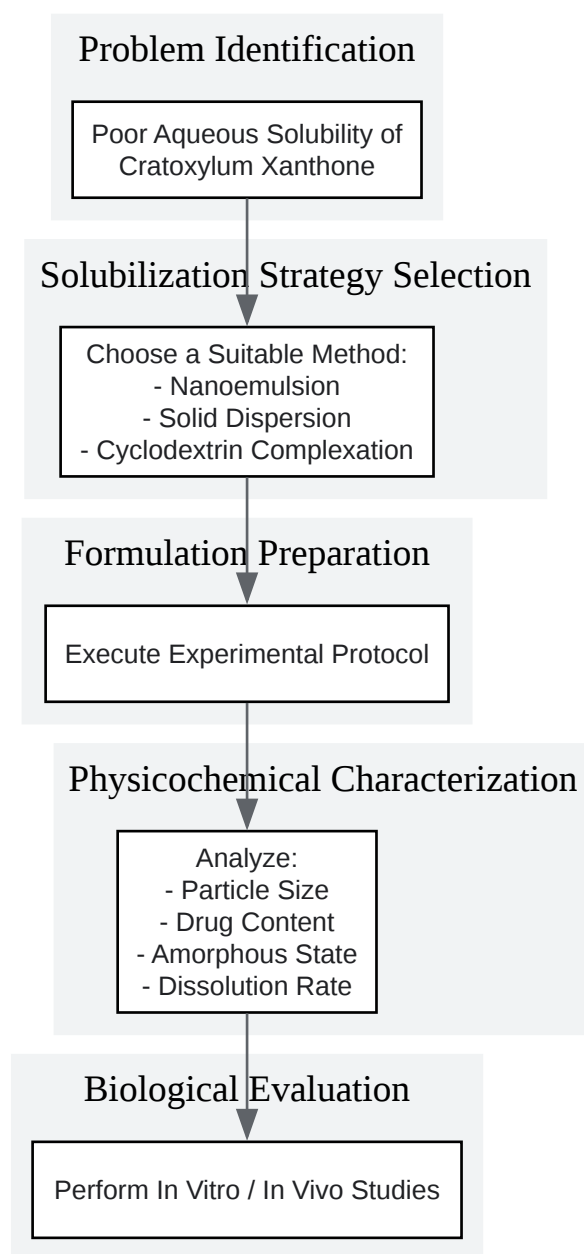 Problem Identification
Poor Aqueous Solubility of
Cratoxylum Xanthone
Solubilization Strategy Selection
Choose a Suitable Method:
- Nanoemulsion
- Solid Dispersion
- Cyclodextrin Complexation
Formulation Preparation
Execute Experimental Protocol
Physicochemical Characterization
Analyze:
- Particle Size
- Drug Content
- Amorphous State
- Dissolution Rate
Biological Evaluation
Perform In Vitro / In Vivo Studies